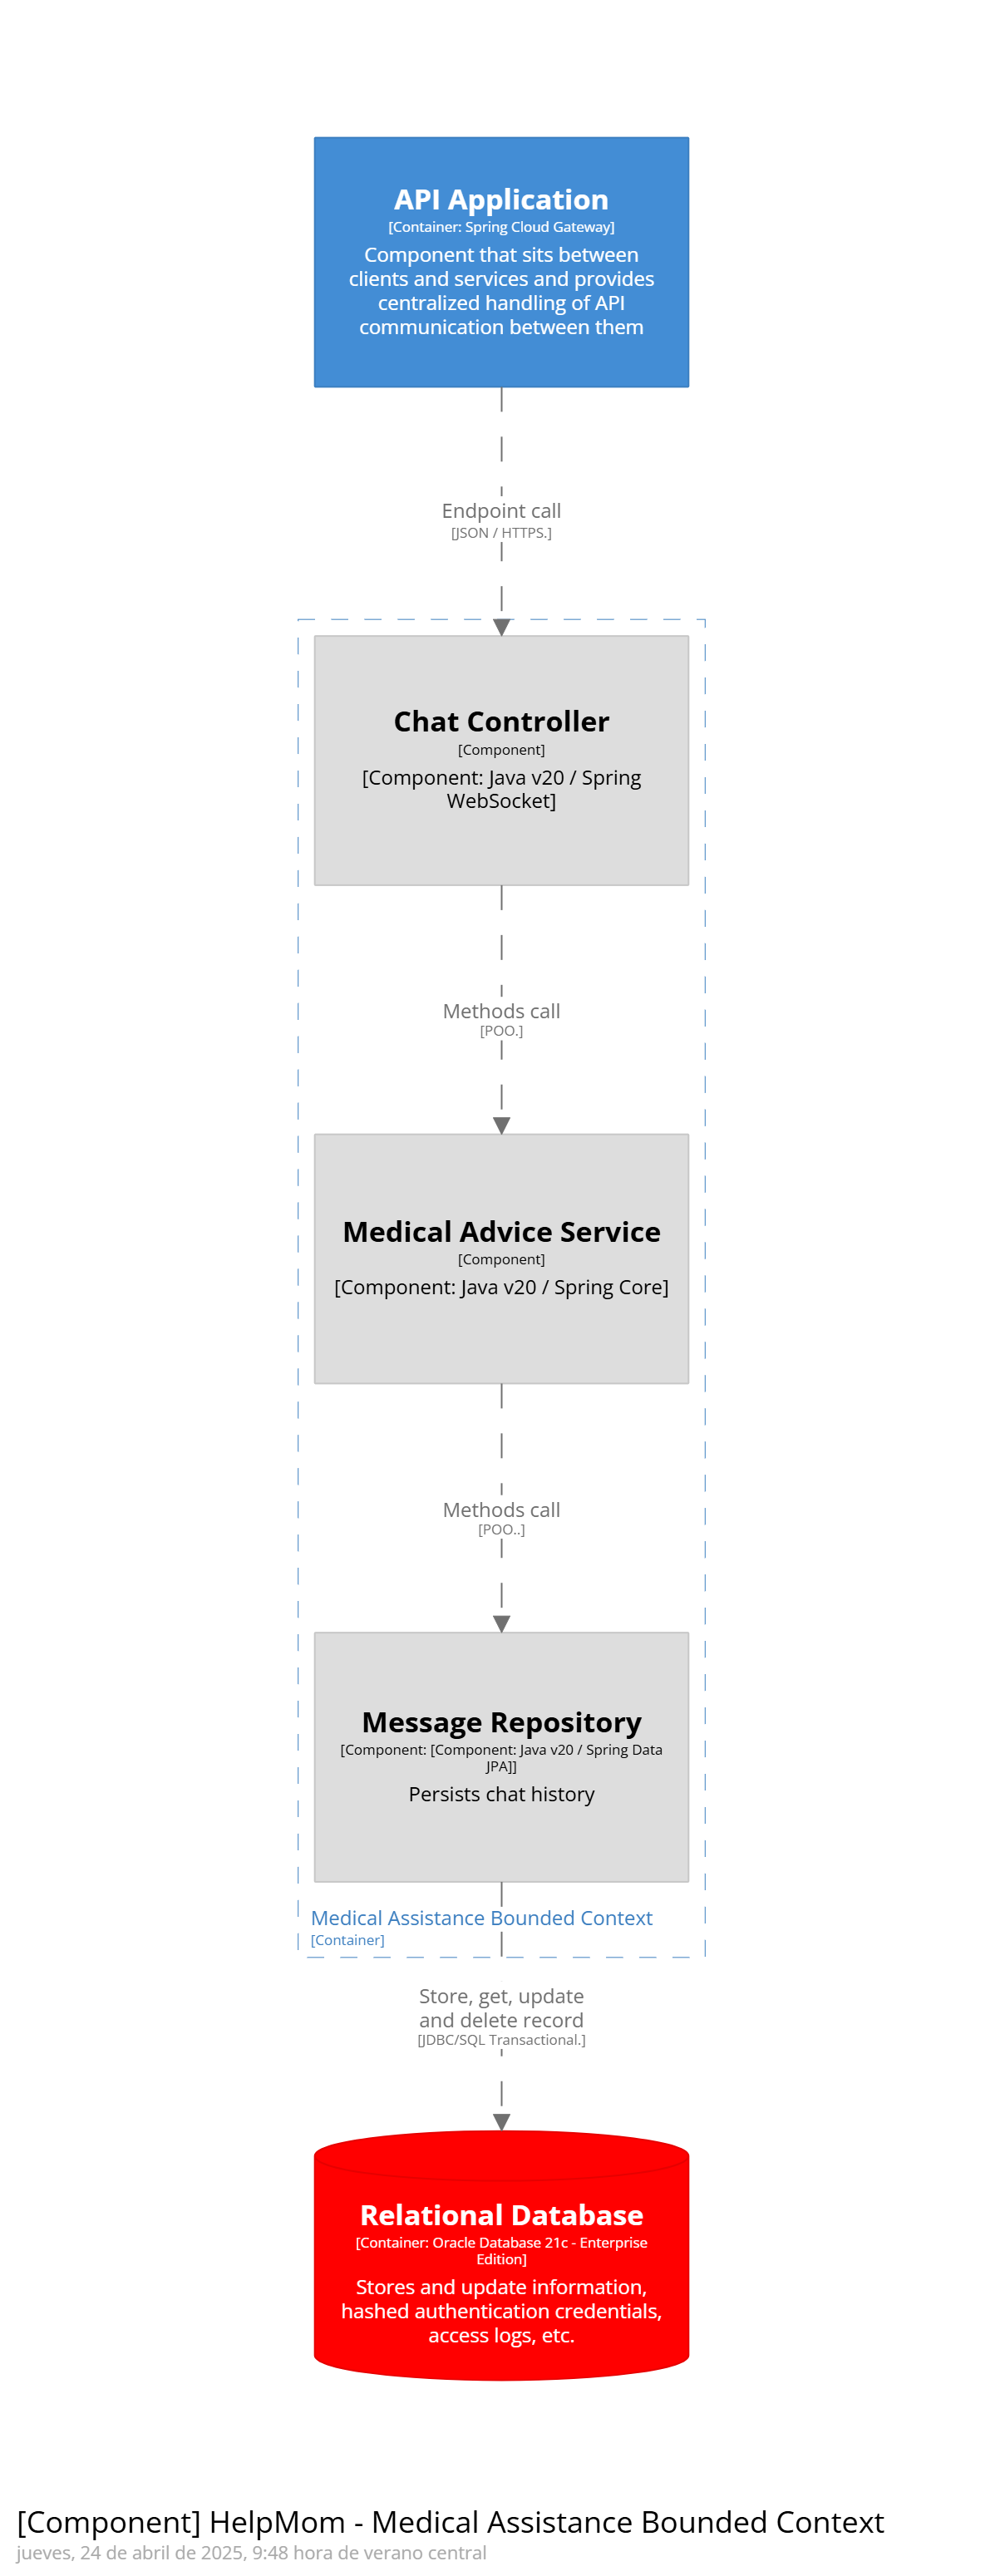 API Application
[Container: Spring Cloud Gateway]
Component that sits between
clients and services and provides
centralized handling of API
communication between them
Endpoint call
[JSON / HTTPS.]
Chat Controller
[Component]
[Component: Java v20 / Spring
WebSocket]
Methods call
[POO.]
Medical Advice Service
[Component]
[Component: Java v20 / Spring Core]
Methods call
[POO..]
Message Repository
[Component: [Component: Java v20 / Spring Data
JPA]]
Persists chat history
Medical Assistance Bounded Context
[Container]
Store, get, update
and delete record
[JDBC/SQL Transactional.]
Relational Database
[Container: Oracle Database 21c - Enterprise
Edition]
Stores and update information,
hashed authentication credentials,
access logs, etc.
[Component] HelpMom - Medical Assistance Bounded Context
jueves, 24 de abril de 2025, 9:48 hora de verano central